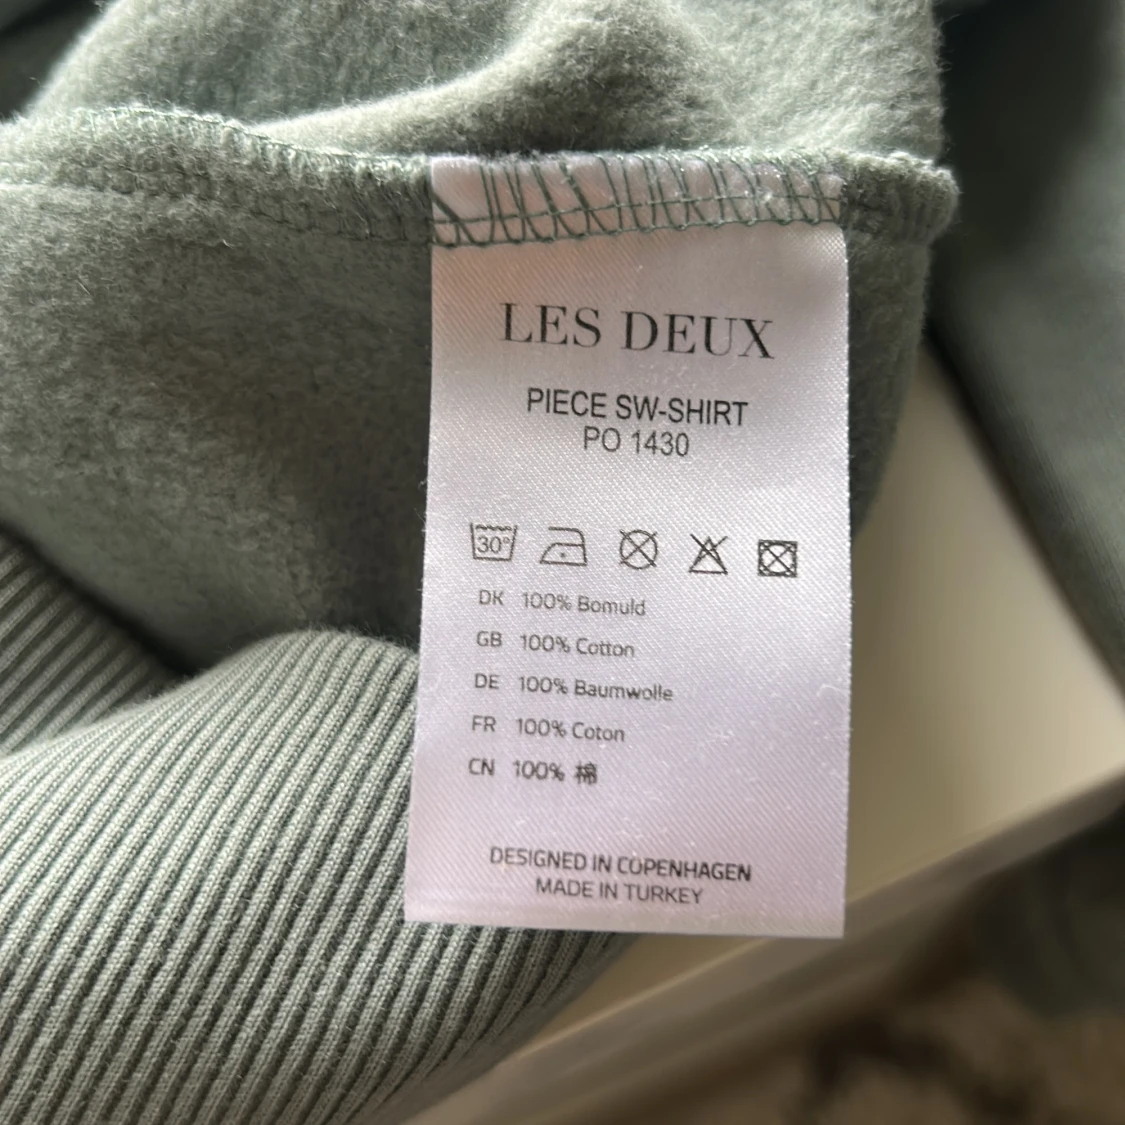 LES DEUX
PIECE SW-SHIRT
PO 1430
30°
DK 100% Bomuld
GB 100% Cotton
DE 100% Baumwolle
FR 100% Coton
CN 100% 棉
DESIGNED IN COPENHAGEN
MADE IN TURKEY